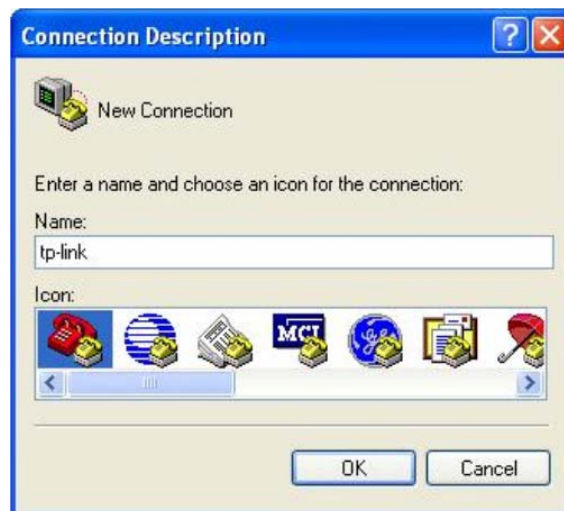 Connection Description
New Connection
Enter a name and choose an icon for the connection:
Name:
tp-link
Icon:
MCI
OK
Cancel